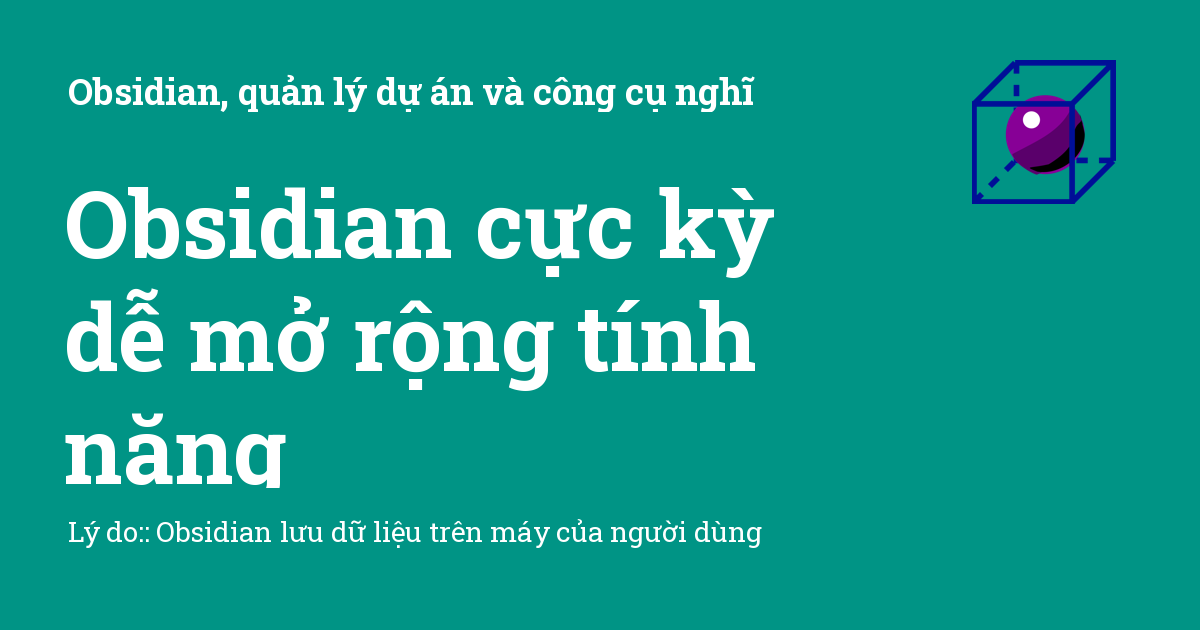 Obsidian, quản lý dự án và công cụ nghĩ
Obsidian cực kỳ
dễ mở rộng tính
năng
Lý do:: Obsidian lưu dữ liệu trên máy của người dùng